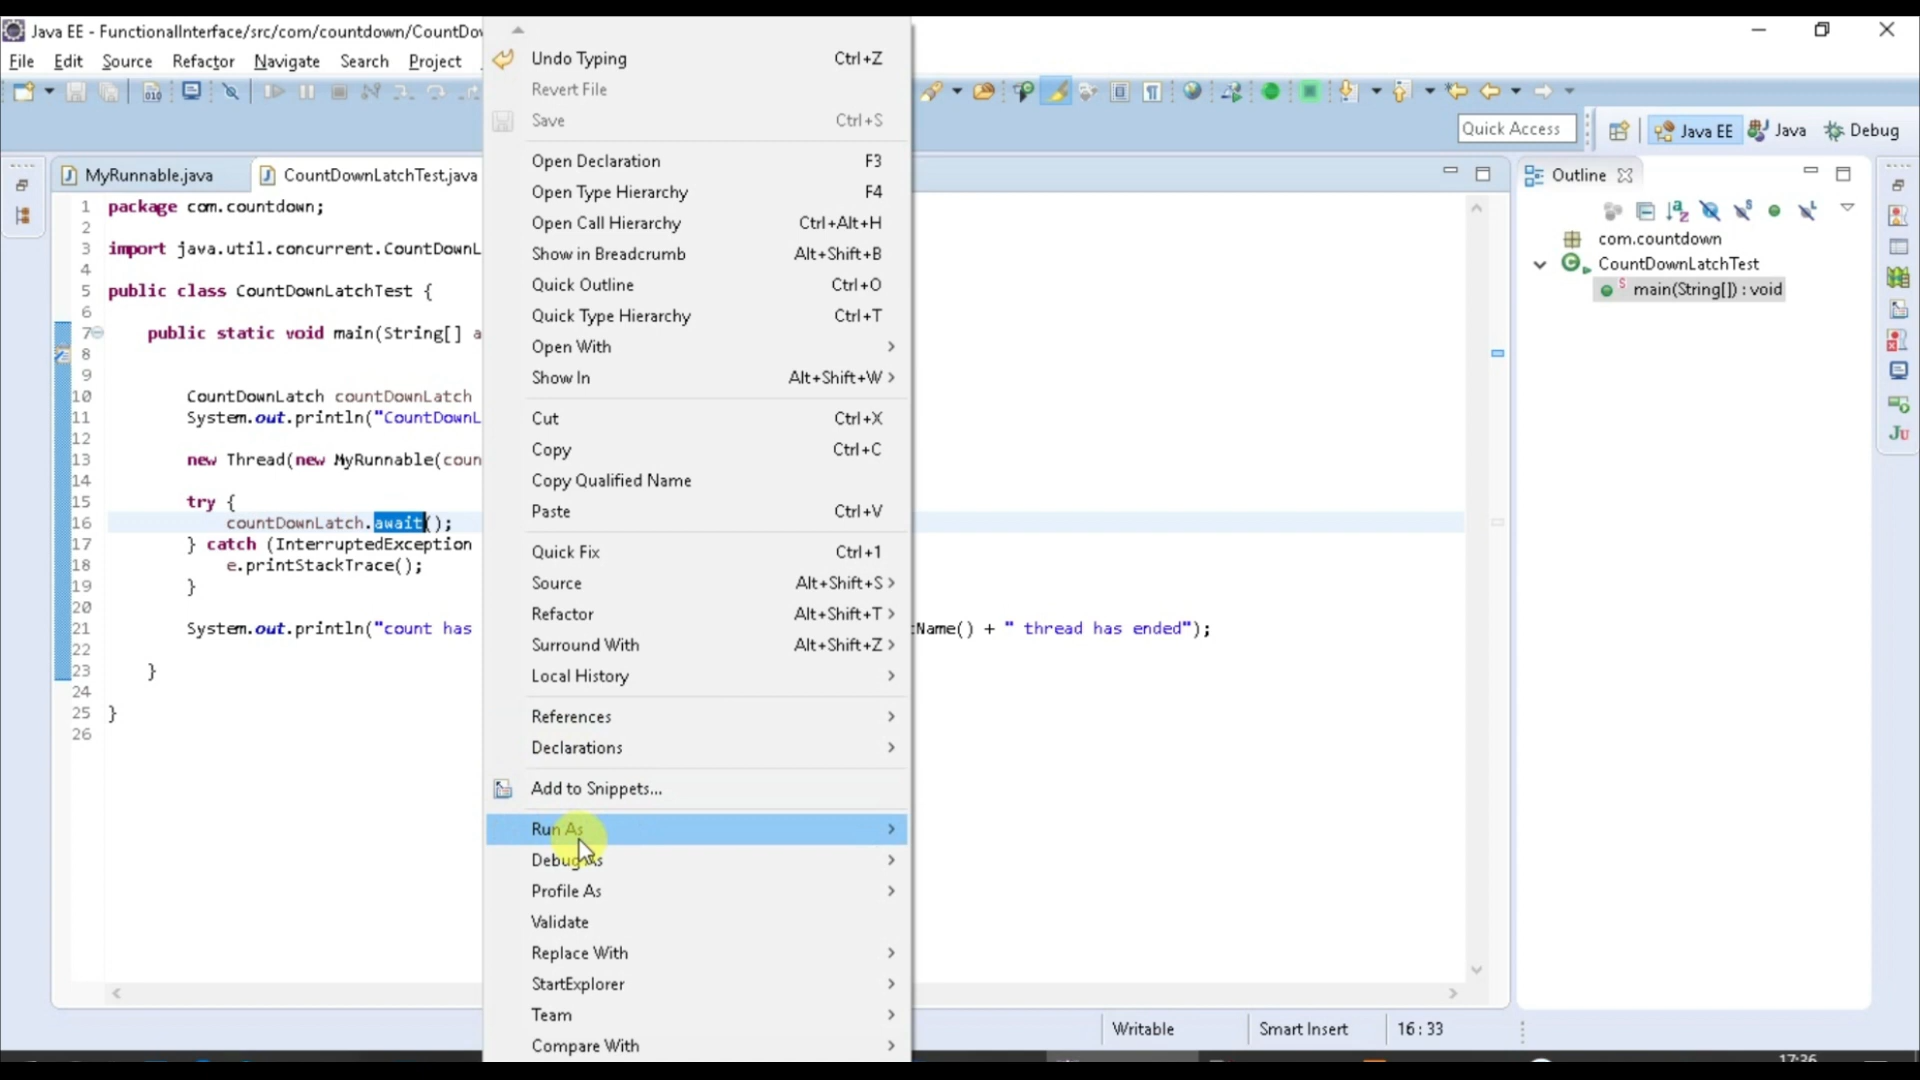 Java EE - FunctionalInterface/src/com/countdown/CountDo
File Edit Source Refactor Navigate Search Project
Quick Access
Java EE
Java
Debug
MyRunnable.java
CountDownLatchTest.java
1 package com.countdown;
2
3 import java.util.concurrent.CountDownL
4
5 public class CountDownLatchTest {
6
7 public static void main(String[] a
8
9
10 CountDownLatch countDownLatch
11 System.out.println("CountDownL
12
13 new Thread(new MyRunnable(coun
14
15 try {
16 countDownLatch.await();
17 } catch (InterruptedException
18 e.printStackTrace();
19 }
20
21 System.out.println("count has
Name() + " thread has ended");
22
23 }
24
25 }
26
Undo Typing Ctrl+Z
Revert File
Save Ctrl+S
Open Declaration F3
Open Type Hierarchy F4
Open Call Hierarchy Ctrl+Alt+H
Show in Breadcrumb Alt+Shift+B
Quick Outline Ctrl+O
Quick Type Hierarchy Ctrl+T
Open With
Show In Alt+Shift+W
Cut Ctrl+X
Copy Ctrl+C
Copy Qualified Name
Paste Ctrl+V
Quick Fix Ctrl+1
Source Alt+Shift+S
Refactor Alt+Shift+T
Surround With Alt+Shift+Z
Local History
References
Declarations
Add to Snippets...
Run As
Debug As
Profile As
Validate
Replace With
StartExplorer
Team
Compare With
Outline
com.countdown
CountDownLatchTest
main(String[]) : void
Writable
Smart Insert
16 : 33
17:36